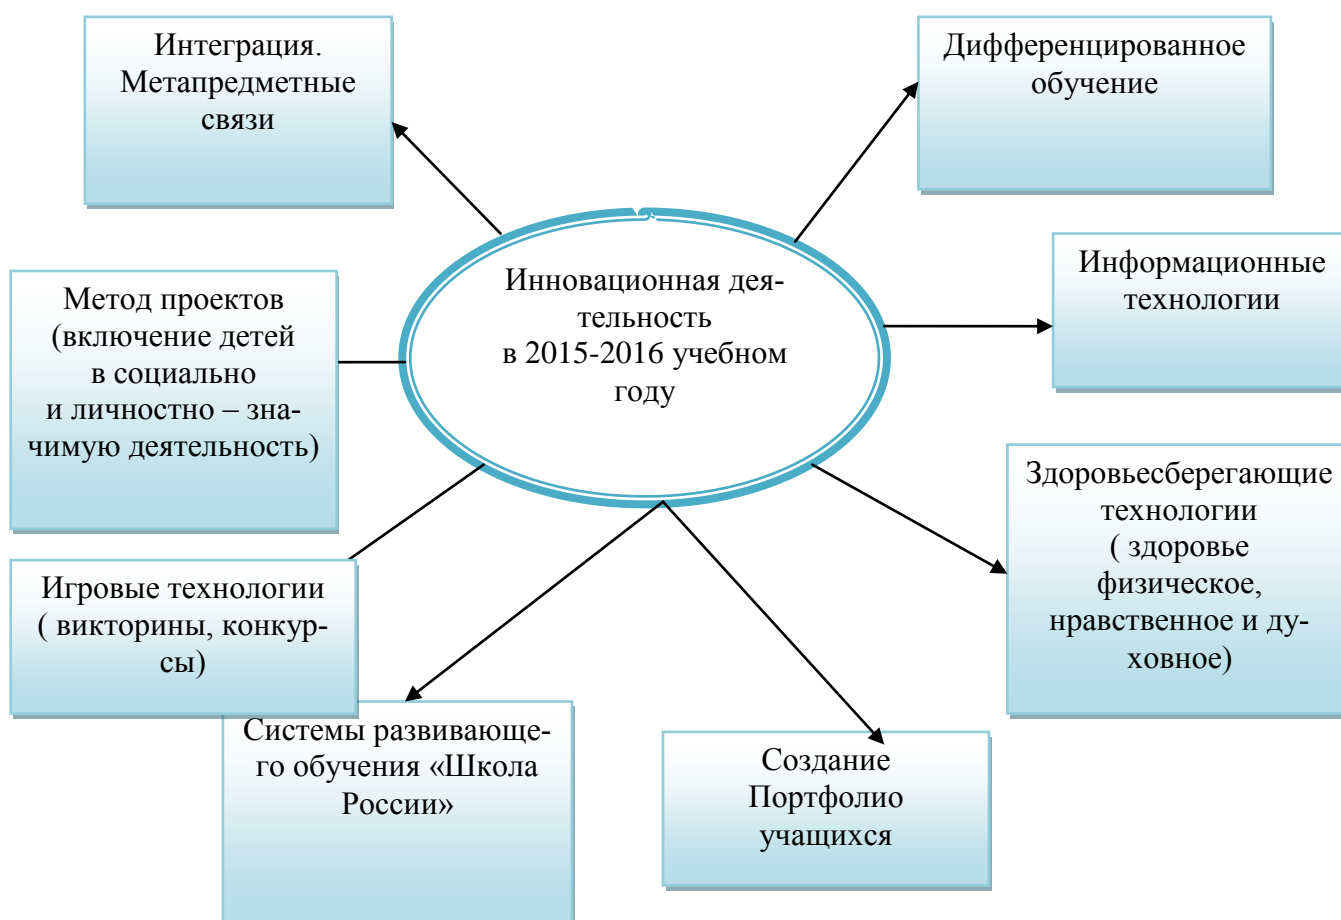 Интеграция.
Метапредметные
связи
Дифференцированное
обучение
Инновационная дея-
тельность
в 2015-2016 учебном
году
Информационные
технологии
Метод проектов
(включение детей
в социально
и личностно – зна-
чимую деятельность)
Здоровьесберегающие
технологии
( здоровье
физическое,
нравственное и ду-
ховное)
Игровые технологии
( викторины, конкур-
сы)
Системы развивающе-
го обучения «Школа
России»
Создание
Портфолио
учащихся